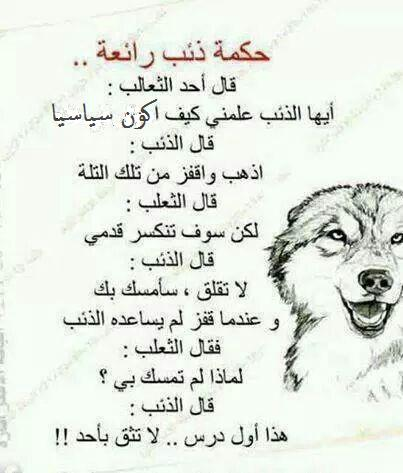 حكمة ذئب رائعة ..
قال أحد الثعالب :
أيها الذئب علمني كيف اكون سياسيا
قال الذئب :
اذهب واقفز من تلك التلة
قال الثعلب :
لكن سوف تنكسر قدمي
قال الذئب :
لا تقلق ، سأمسك بك
و عندما قفز لم يساعده الذئب
فقال الثعلب :
لماذا لم تمسك بي ؟
قال الذئب :
هذا أول درس .. لا تثق بأحد !!